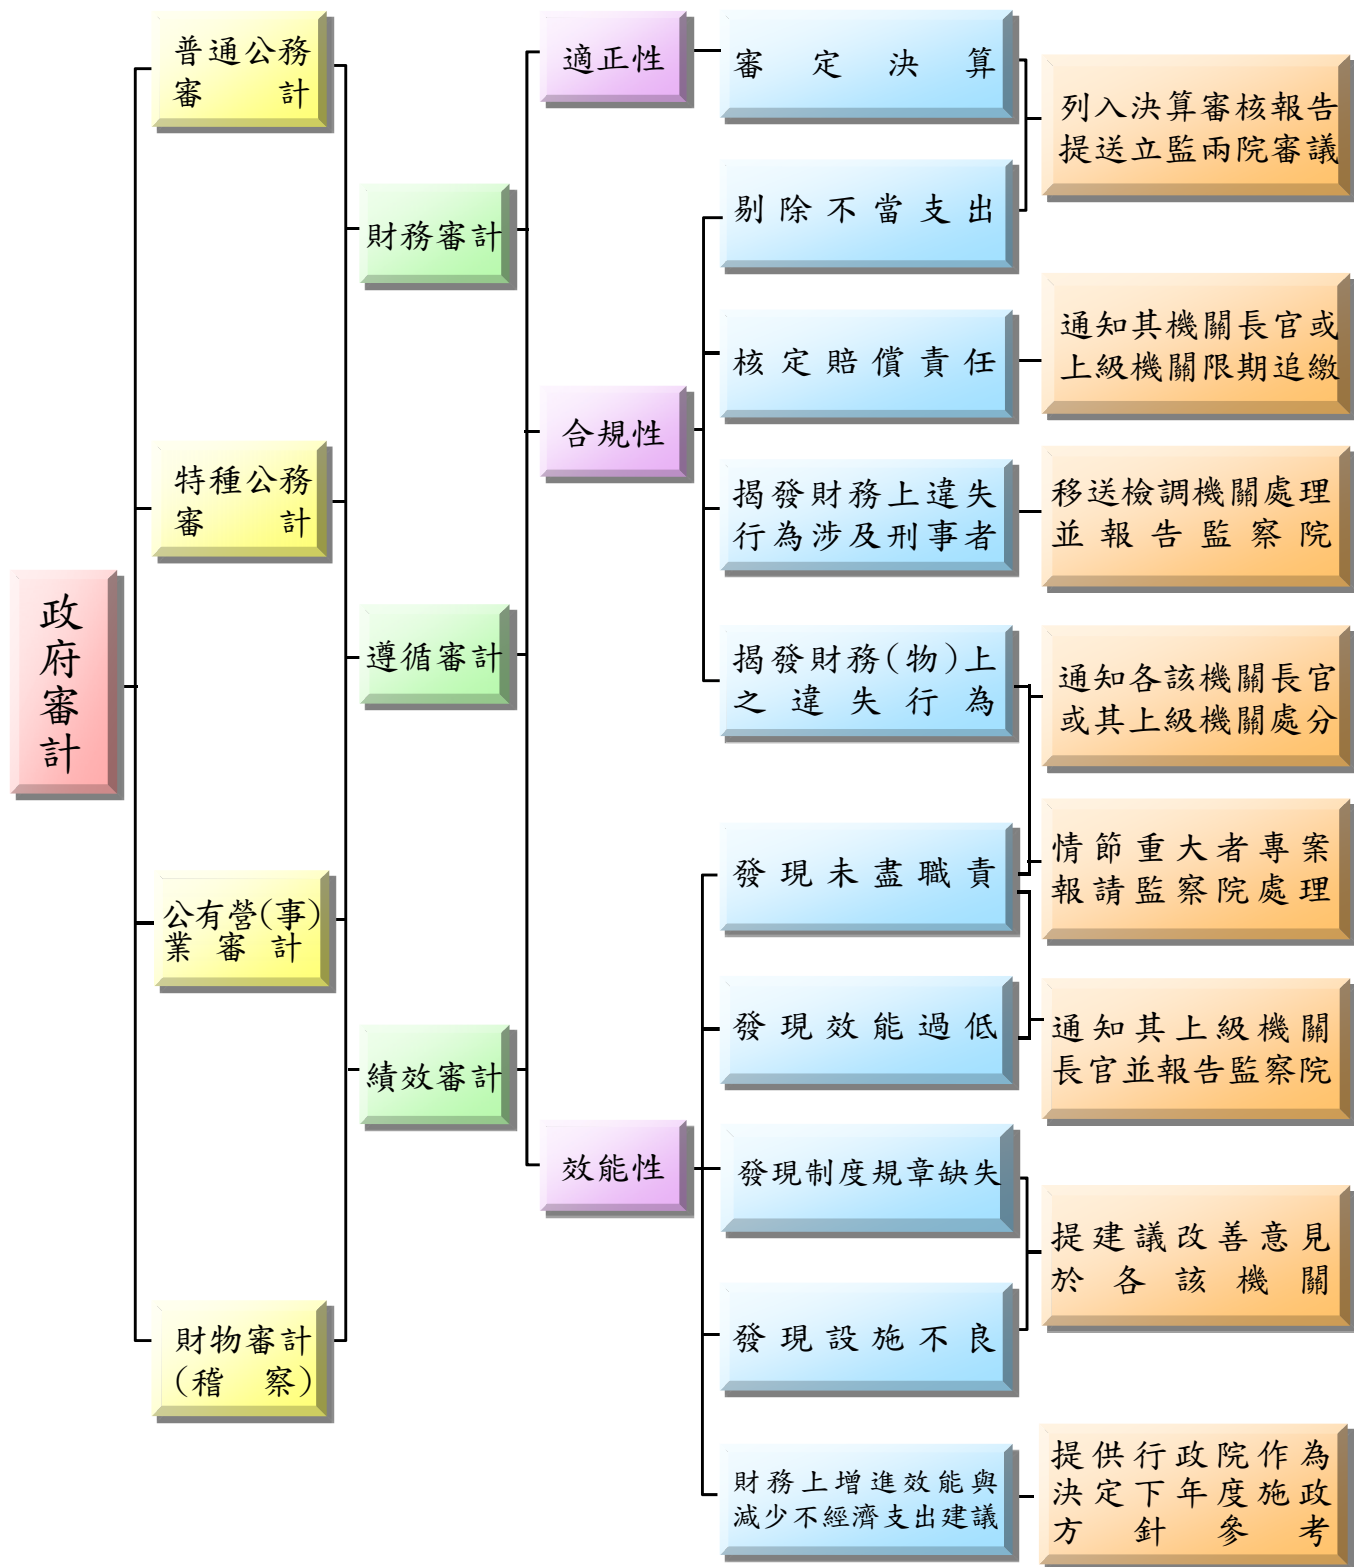 政府審計
普通公務
審計
特種公務
審計
公有營(事)
業審計
財物審計
(稽察)
財務審計
遵循審計
績效審計
適正性
合規性
效能性
審定決算
剔除不當支出
核定賠償責任
揭發財務上違失
行為涉及刑事者
揭發財務(物)上
之違失行為
發現未盡職責
發現效能過低
發現制度規章缺失
發現設施不良
財務上增進效能與
減少不經濟支出建議
列入決算審核報告
提送立監兩院審議
通知其機關長官或
上級機關限期追繳
移送檢調機關處理
並報告監察院
通知各該機關長官
或其上級機關處分
情節重大者專案
報請監察院處理
通知其上級機關
長官並報告監察院
提建議改善意見
於各該機關
提供行政院作為
決定下年度施政
方針參考